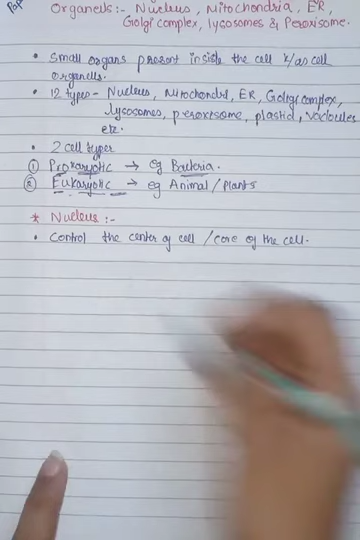 Organells:- Nucleus, Mitochondria, ER,
Golgi complex, lycosomes & Peroxisome.
• Small organs present inside the cell k/as cell
organells.
• 12 types - Nucleus, Mitochondri, ER, Golgi complex,
lysosomes, peroxisome, plastid, vacuoles
etc.
• 2 cell types
① Prokaryotic → eg Bacteria.
② Eukaryotic → eg Animal / Plants
* Nucleus :-
• Control the center of cell / core of the cell.